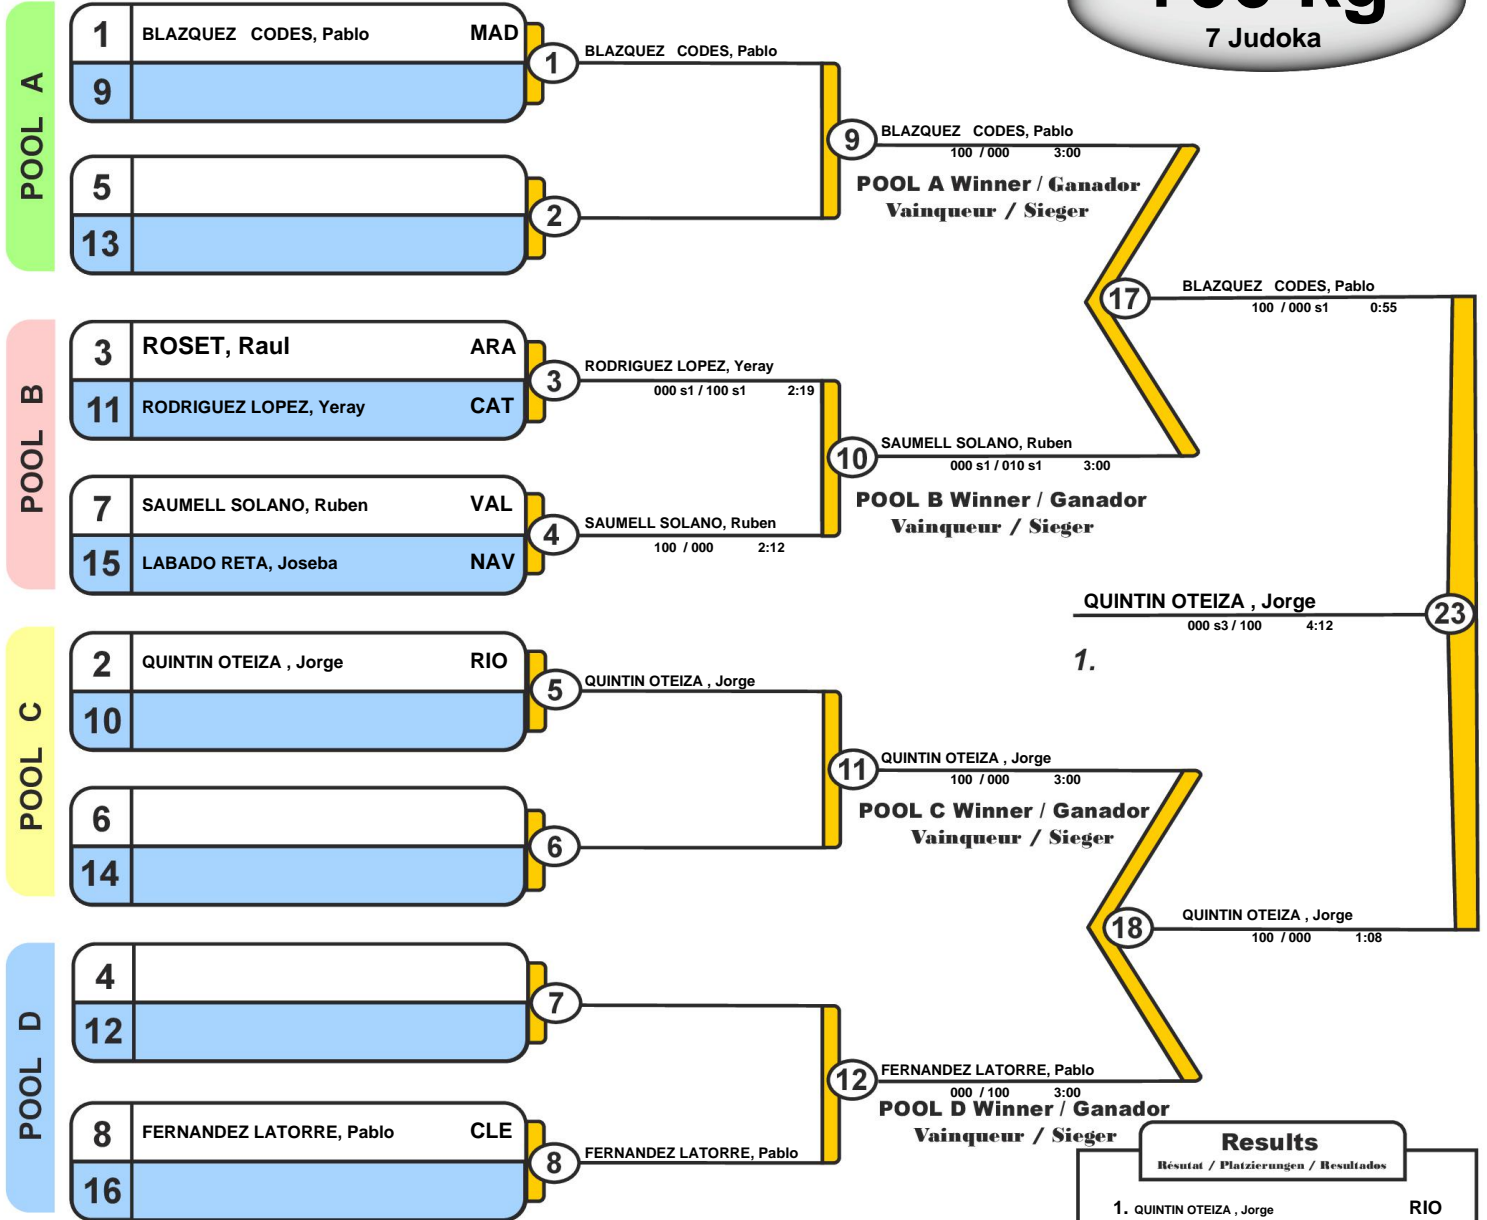 7 Judoka
POOL A
1 BLAZQUEZ CODES, Pablo MAD
9
5
13
1 BLAZQUEZ CODES, Pablo
2
9 BLAZQUEZ CODES, Pablo
100 / 000 3:00
POOL A Winner / Ganador
Vainqueur / Sieger
POOL B
3 ROSET, Raul ARA
11 RODRIGUEZ LOPEZ, Yeray CAT
7 SAUMELL SOLANO, Ruben VAL
15 LABADO RETA, Joseba NAV
3 RODRIGUEZ LOPEZ, Yeray
000 s1 / 100 s1 2:19
4 SAUMELL SOLANO, Ruben
100 / 000 2:12
10 SAUMELL SOLANO, Ruben
000 s1 / 010 s1 3:00
POOL B Winner / Ganador
Vainqueur / Sieger
17 BLAZQUEZ CODES, Pablo
100 / 000 s1 0:55
QUINTIN OTEIZA , Jorge 23
000 s3 / 100 4:12
1.
POOL C
2 QUINTIN OTEIZA , Jorge RIO
10
6
14
5 QUINTIN OTEIZA , Jorge
6
11 QUINTIN OTEIZA , Jorge
100 / 000 3:00
POOL C Winner / Ganador
Vainqueur / Sieger
18 QUINTIN OTEIZA , Jorge
100 / 000 1:08
POOL D
4
12
8 FERNANDEZ LATORRE, Pablo CLE
16
7
8 FERNANDEZ LATORRE, Pablo
12 FERNANDEZ LATORRE, Pablo
000 / 100 3:00
POOL D Winner / Ganador
Vainqueur / Sieger
Results
Résutat / Platzierungen / Resultados
1. QUINTIN OTEIZA , Jorge RIO